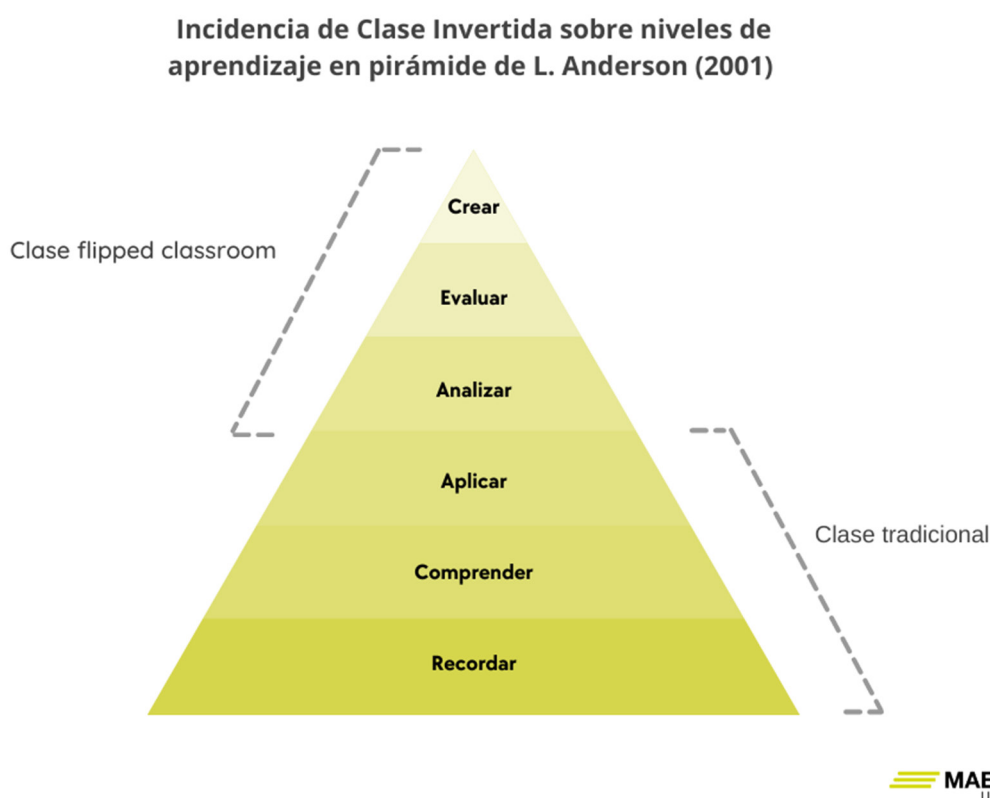 Incidencia de Clase Invertida sobre niveles de
aprendizaje en pirámide de L. Anderson (2001)
Crear
Clase flipped classroom
Evaluar
Analizar
Aplicar
Clase tradicional
Comprender
Recordar